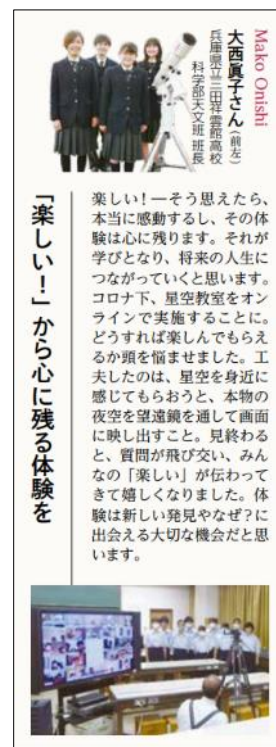 Mako Onishi
大西眞子さん(前左)
兵庫県立三田祥雲館高校
科学部天文班 班長
「楽しい!」から心に残る体験を
楽しい!―そう思えたら、
本当に感動するし、その体
験は心に残ります。それが
学びとなり、将来の人生に
つながっていくと思います。
コロナ下、星空教室をオン
ラインで実施することに。
どうすれば楽しんでもらえ
るか頭を悩ませました。工
夫したのは、星空を身近に
感じてもらおうと、本物の
夜空を望遠鏡を通して画面
に映し出すこと。見終わる
と、質問が飛び交い、みん
なの「楽しい」が伝わって
きて嬉しくなりました。体
験は新しい発見やなぜ?に
出会える大切な機会だと思
います。